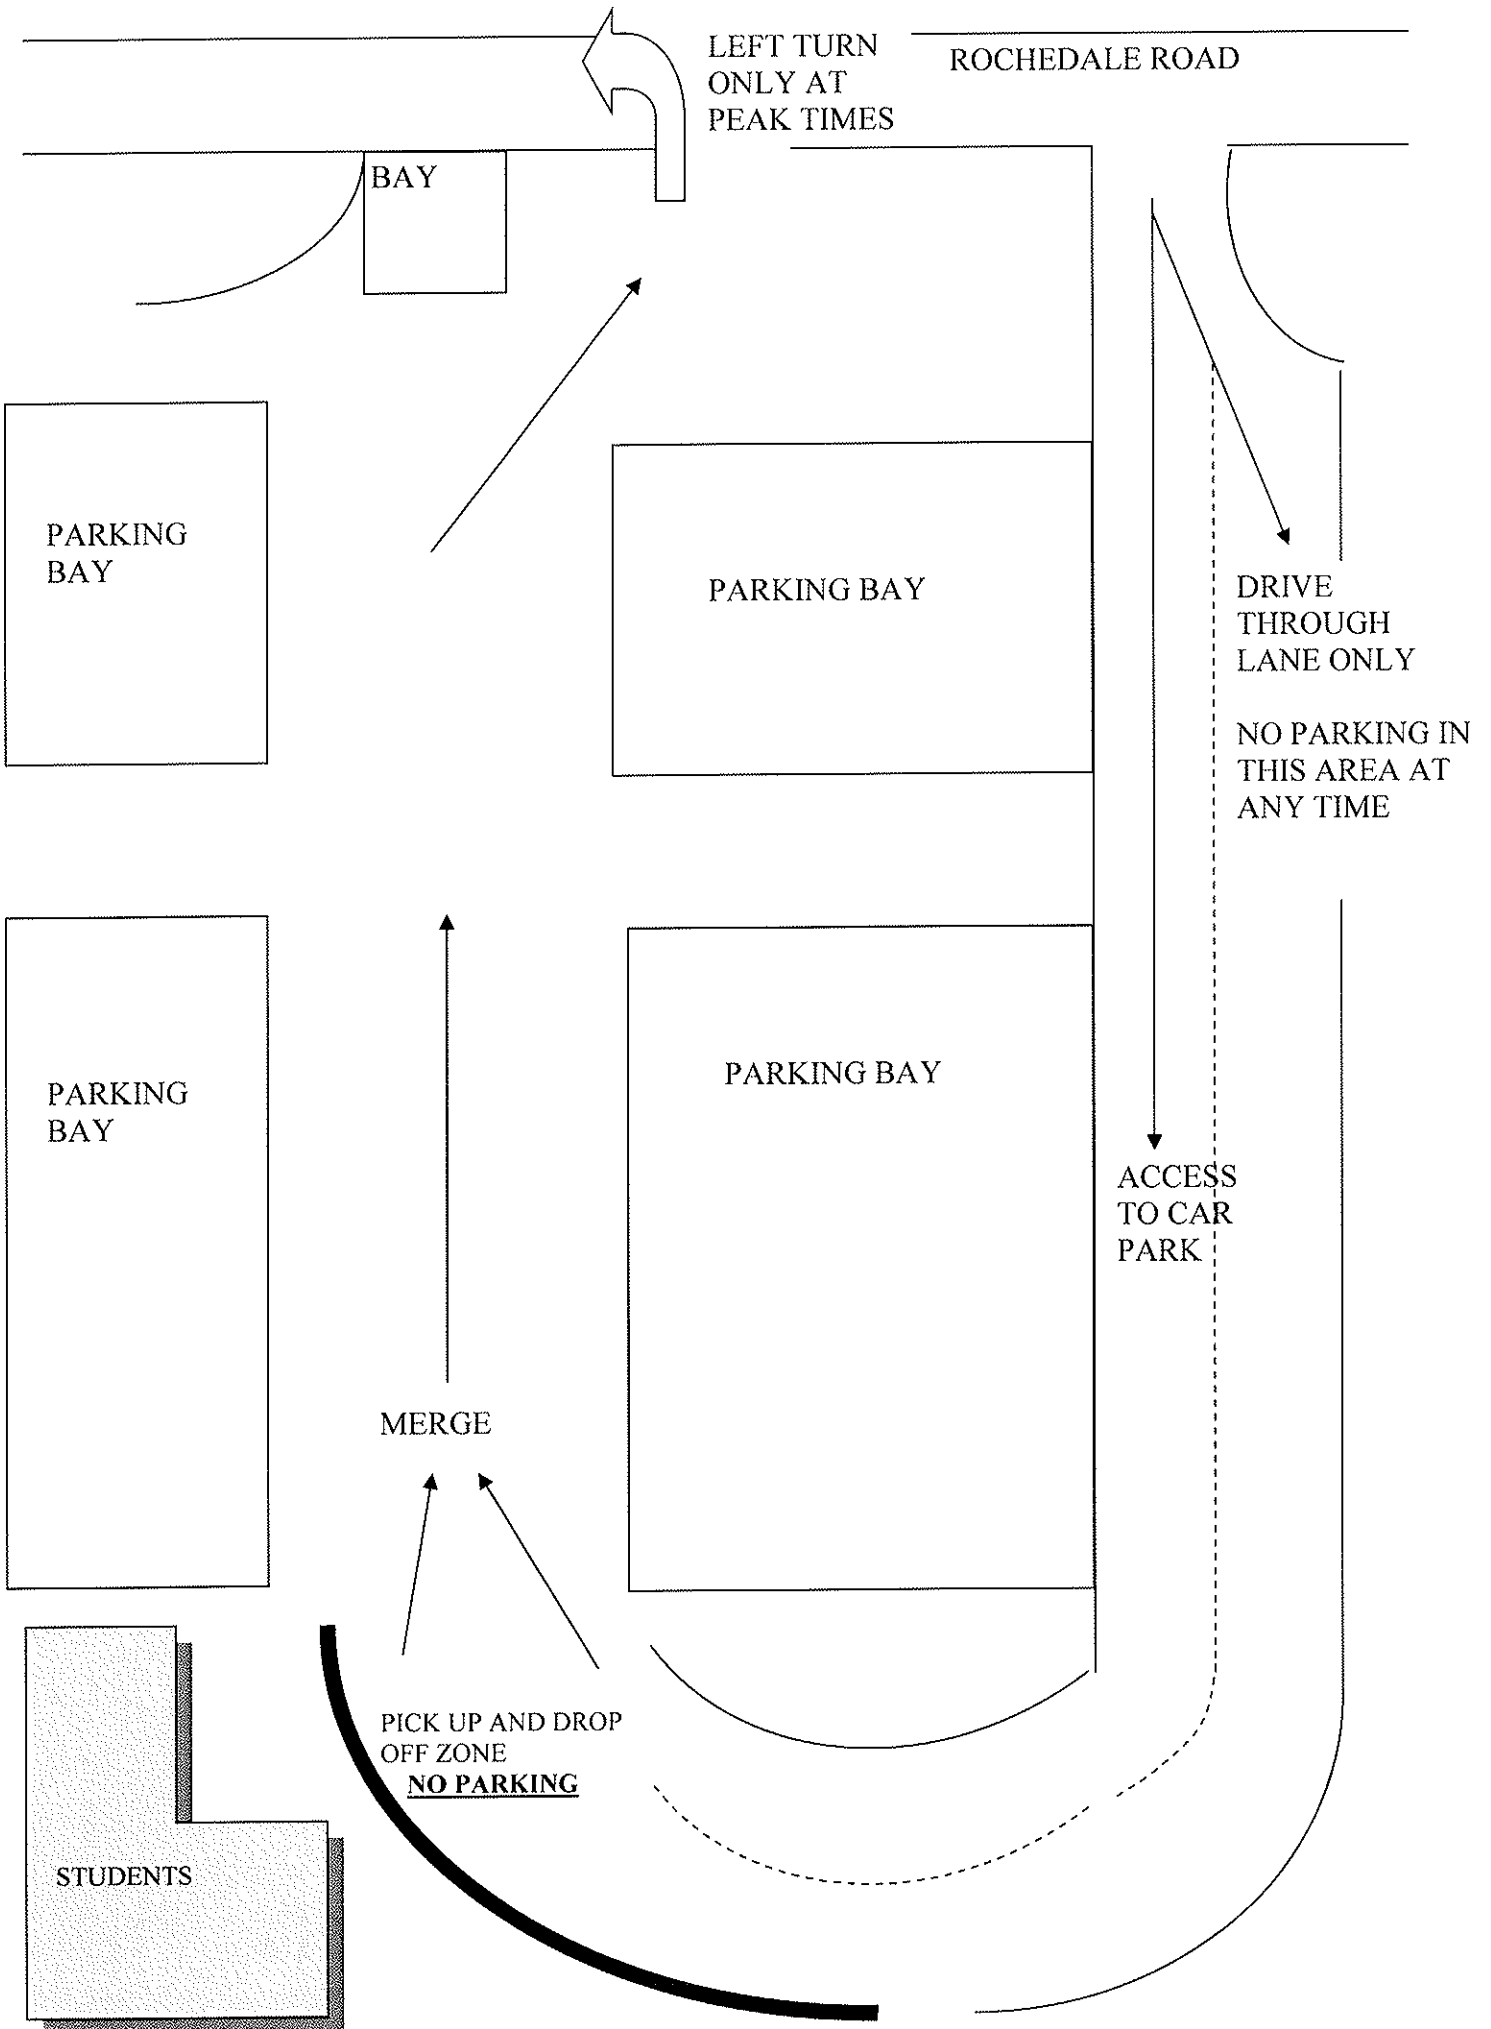 LEFT TURN
ONLY AT
PEAK TIMES
ROCHEDALE ROAD
BAY
PARKING
BAY
PARKING BAY
DRIVE
THROUGH
LANE ONLY
NO PARKING IN
THIS AREA AT
ANY TIME
PARKING
BAY
PARKING BAY
ACCESS
TO CAR
PARK
MERGE
PICK UP AND DROP
OFF ZONE
NO PARKING
STUDENTS